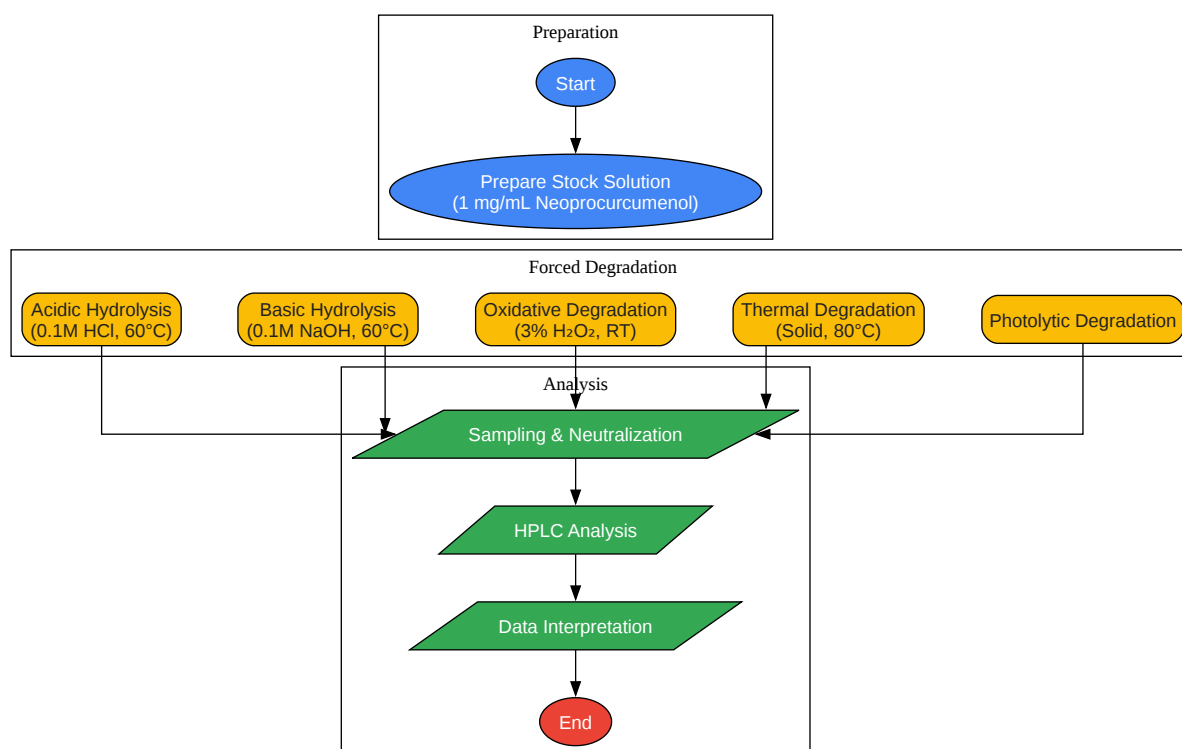 Preparation
Start
Prepare Stock Solution
(1 mg/mL Neoprocurcumenol)
Forced Degradation
Acidic Hydrolysis
(0.1M HCl, 60°C)
Basic Hydrolysis
(0.1M NaOH, 60°C)
Oxidative Degradation
(3% H₂O₂, RT)
Thermal Degradation
(Solid, 80°C)
Photolytic Degradation
Analysis
Sampling & Neutralization
HPLC Analysis
Data Interpretation
End